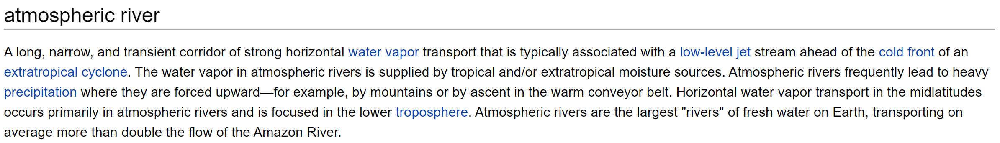 atmospheric river
A long, narrow, and transient corridor of strong horizontal water vapor transport that is typically associated with a low-level jet stream ahead of the cold front of an
extratropical cyclone. The water vapor in atmospheric rivers is supplied by tropical and/or extratropical moisture sources. Atmospheric rivers frequently lead to heavy
precipitation where they are forced upward—for example, by mountains or by ascent in the warm conveyor belt. Horizontal water vapor transport in the midlatitudes
occurs primarily in atmospheric rivers and is focused in the lower troposphere. Atmospheric rivers are the largest "rivers" of fresh water on Earth, transporting on
average more than double the flow of the Amazon River.